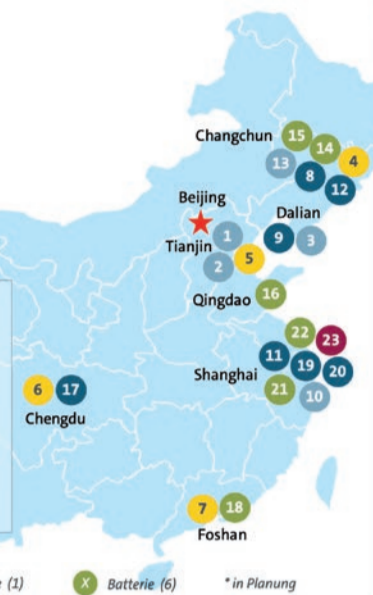 Changchun 15 14 4
13 8 12
Beijing
Dalian
1 9 3
Tianjin
2 5
Qingdao 16
22 23
11 19 20
Shanghai
21 10
6 17
Chengdu
7 18
Foshan
(1) X Batterie (6) * in Planung